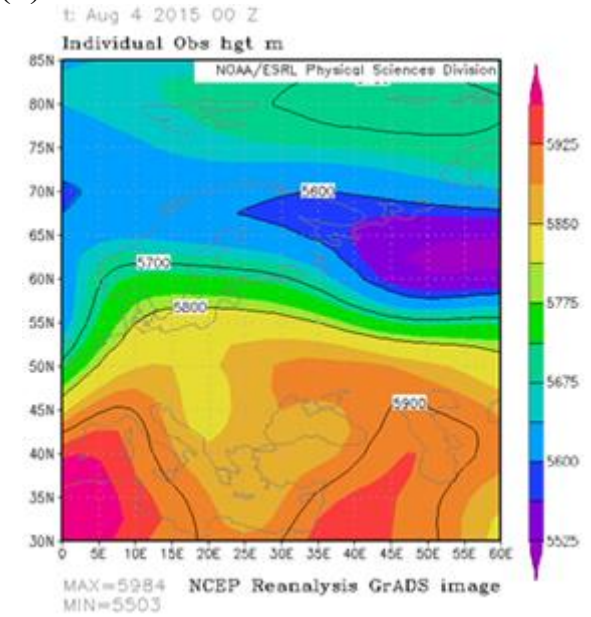 t: Aug 4 2015 00 Z
Individual Obs hgt m
NOAA/ESRL Physical Sciences Division
85N
80N
75N
70N
65N
60N
55N
50N
45N
40N
35N
30N
5600
5700
5800
5900
5925
5850
5775
5675
5600
5525
0 5E 10E 15E 20E 25E 30E 35E 40E 45E 50E 55E 60E
MAX=5984
NCEP Reanalysis GrADS image
MIN=5503